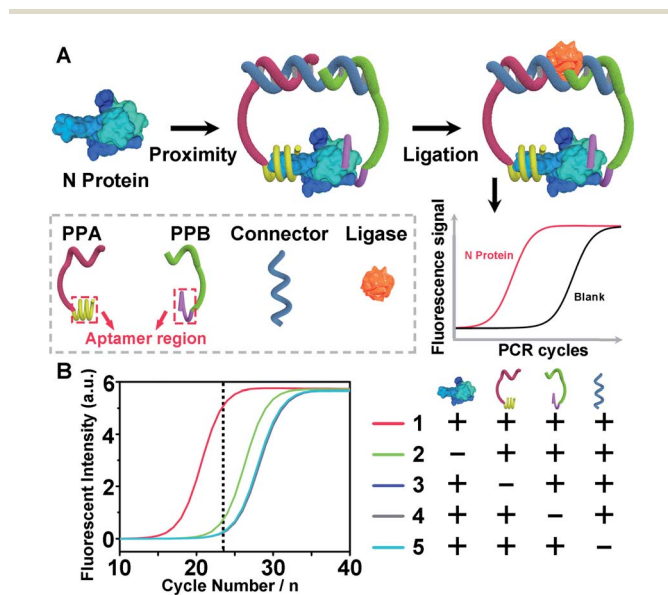 A
N Protein
Proximity
Ligation
PPA PPB Connector Ligase
Aptamer region
Fluorescence signal
N Protein
Blank
PCR cycles
B
Fluorescent Intensity (a.u.)
6
4
2
0
10 20 30 40
Cycle Number / n
1 + + + +
2 - + + +
3 + - + +
4 + + - +
5 + + + -